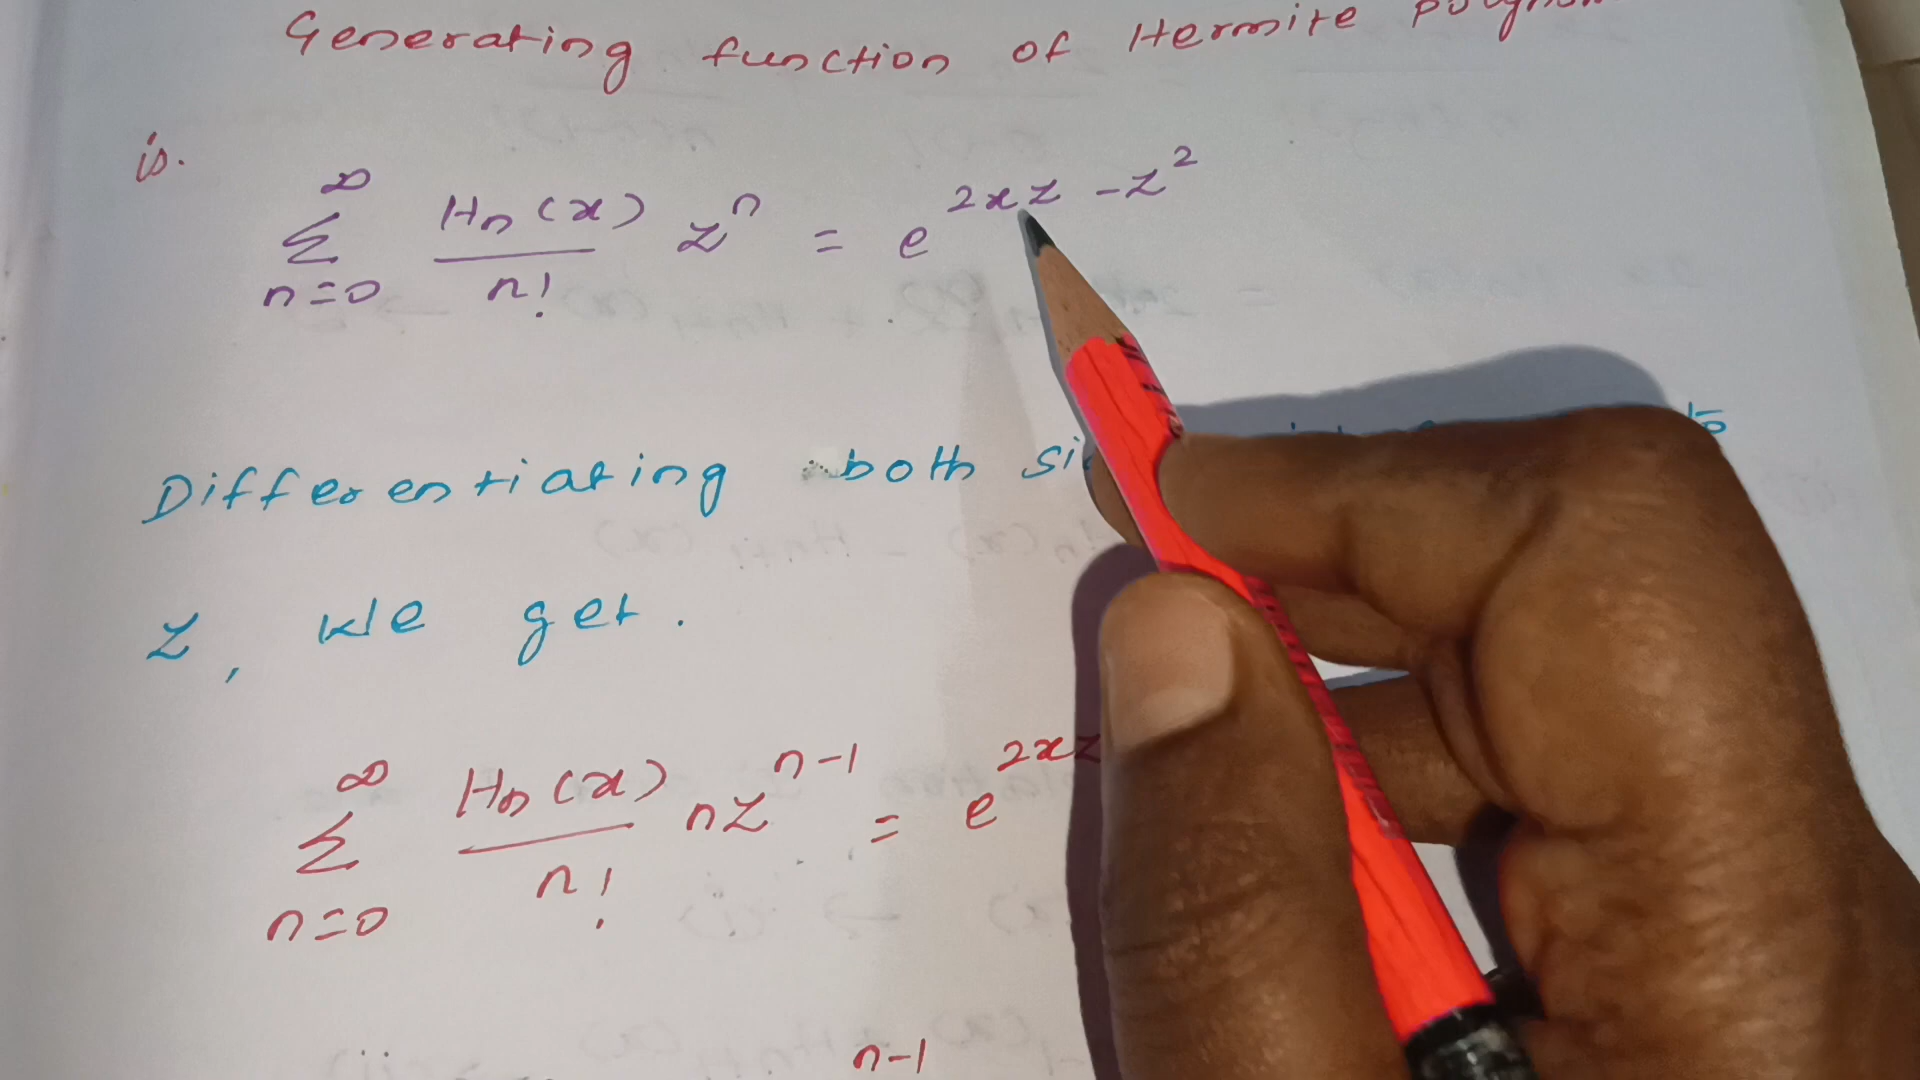 Generating function of Hermite
is.
∞
∑ Hn(x)/n! z^n = e^(2xz - z^2)
n=0
Differentiating both
z, we get.
∞
∑ Hn(x)/n! nz^(n-1) = e^2xz
n=0
n-1